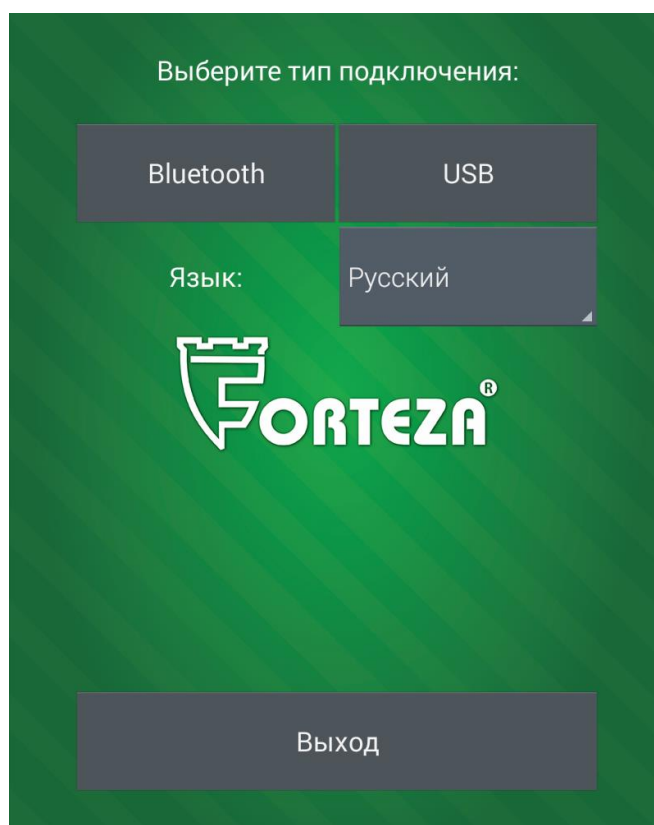 Выберите тип подключения:
Bluetooth USB
Язык: Русский
FORTEZA®
Выход